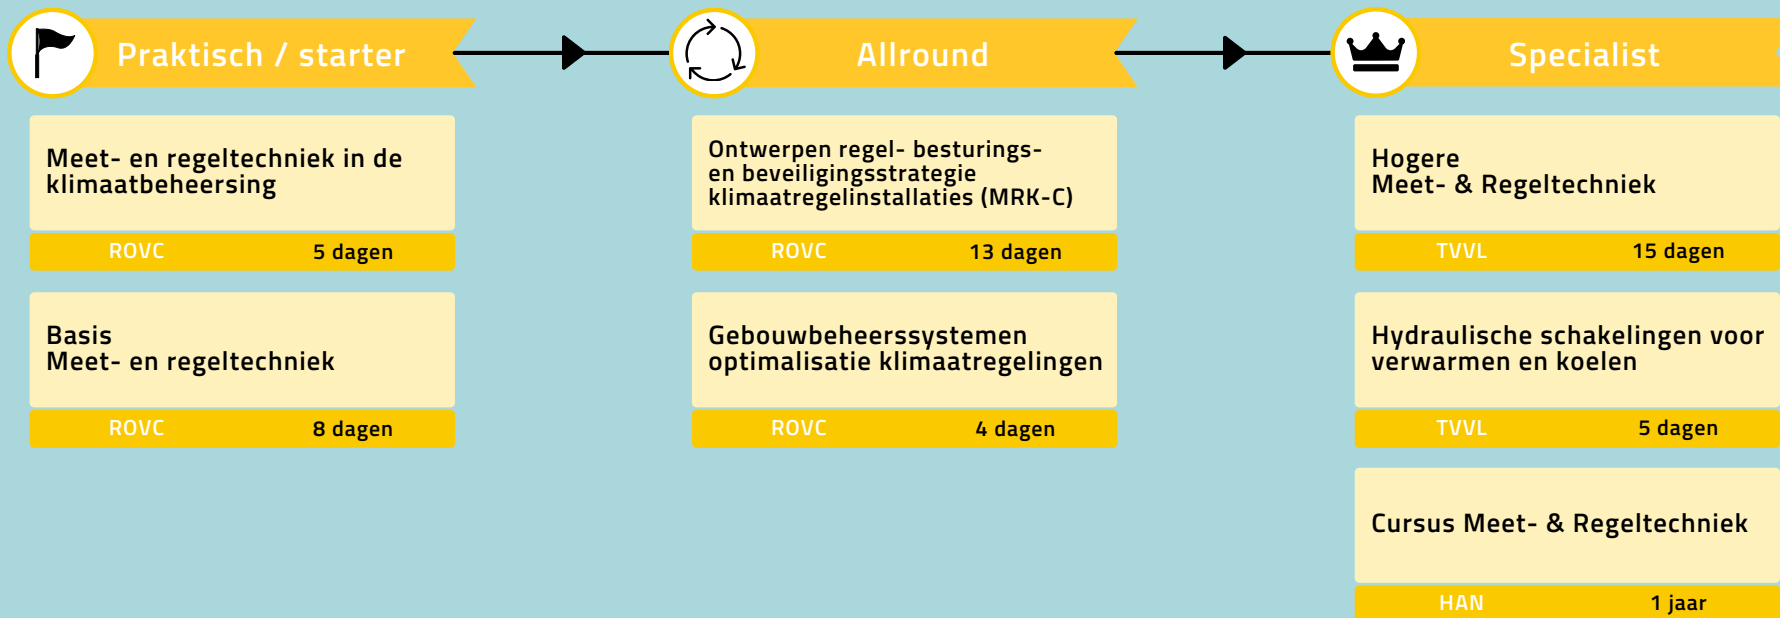 Praktisch / starter
Meet- en regeltechniek in de
klimaatbeheersing
ROVC 5 dagen
Basis
Meet- en regeltechniek
ROVC 8 dagen
Allround
Ontwerpen regel- besturings-
en beveiligingsstrategie
klimaatregelinstallaties (MRK-C)
ROVC 13 dagen
Gebouwbeheerssystemen
optimalisatie klimaatregelingen
ROVC 4 dagen
Specialist
Hogere
Meet- & Regeltechniek
TVVL 15 dagen
Hydraulische schakelingen voor
verwarmen en koelen
TVVL 5 dagen
Cursus Meet- & Regeltechniek
HAN 1 jaar